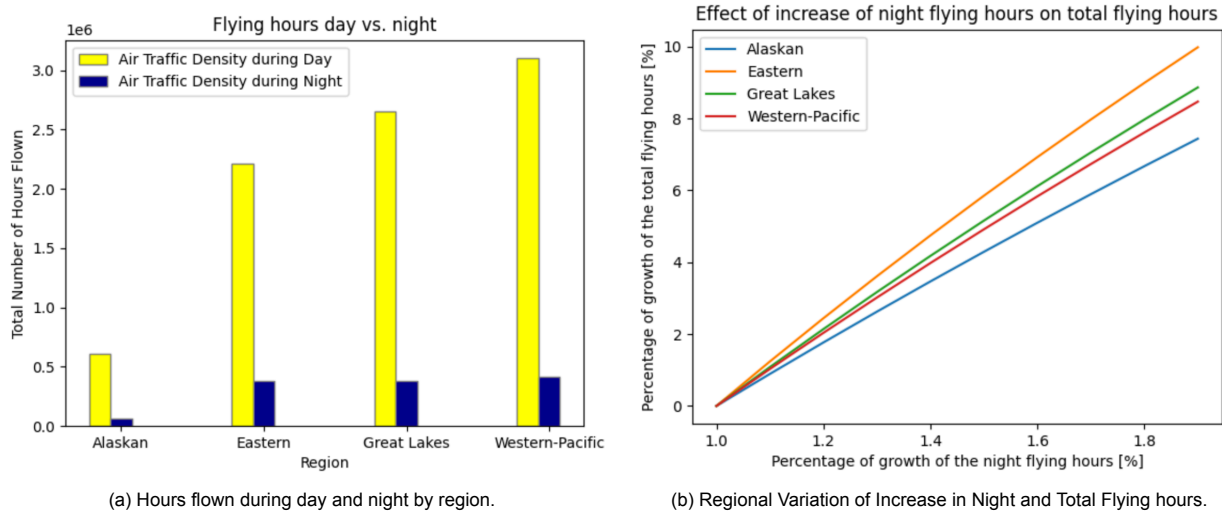 Flying hours day vs. night
1e6
Air Traffic Density during Day
Air Traffic Density during Night
Total Number of Hours Flown
3.0
2.5
2.0
1.5
1.0
0.5
0.0
Alaskan Eastern Great Lakes Western-Pacific
Region
(a) Hours flown during day and night by region.
Effect of increase of night flying hours on total flying hours
Alaskan
Eastern
Great Lakes
Western-Pacific
Percentage of growth of the total flying hours [%]
10
8
6
4
2
0
1.0 1.2 1.4 1.6 1.8
Percentage of growth of the night flying hours [%]
(b) Regional Variation of Increase in Night and Total Flying hours.